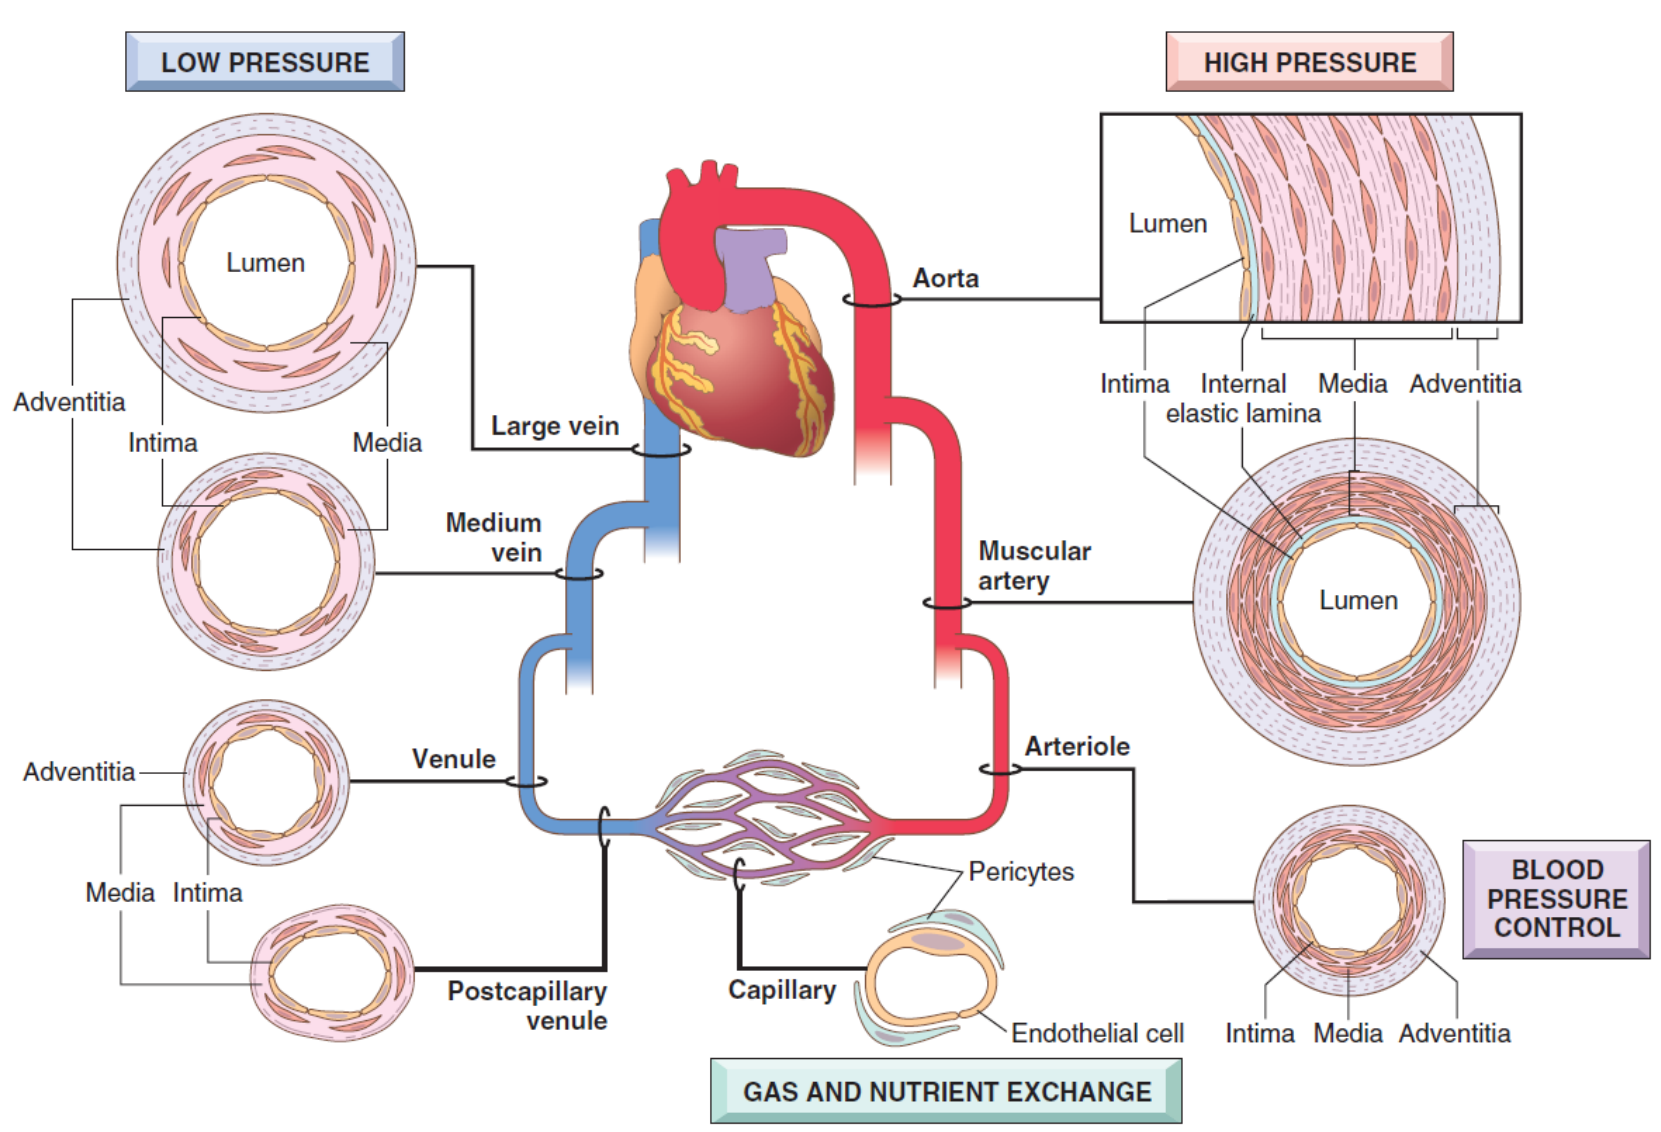 LOW PRESSURE
HIGH PRESSURE
Lumen
Lumen
Aorta
Adventitia
Intima
Media
Large vein
Intima
Internal
elastic lamina
Media
Adventitia
Medium
vein
Muscular
artery
Lumen
Adventitia
Venule
Arteriole
Media
Intima
Pericytes
BLOOD
PRESSURE
CONTROL
Postcapillary
venule
Capillary
Endothelial cell
Intima
Media
Adventitia
GAS AND NUTRIENT EXCHANGE